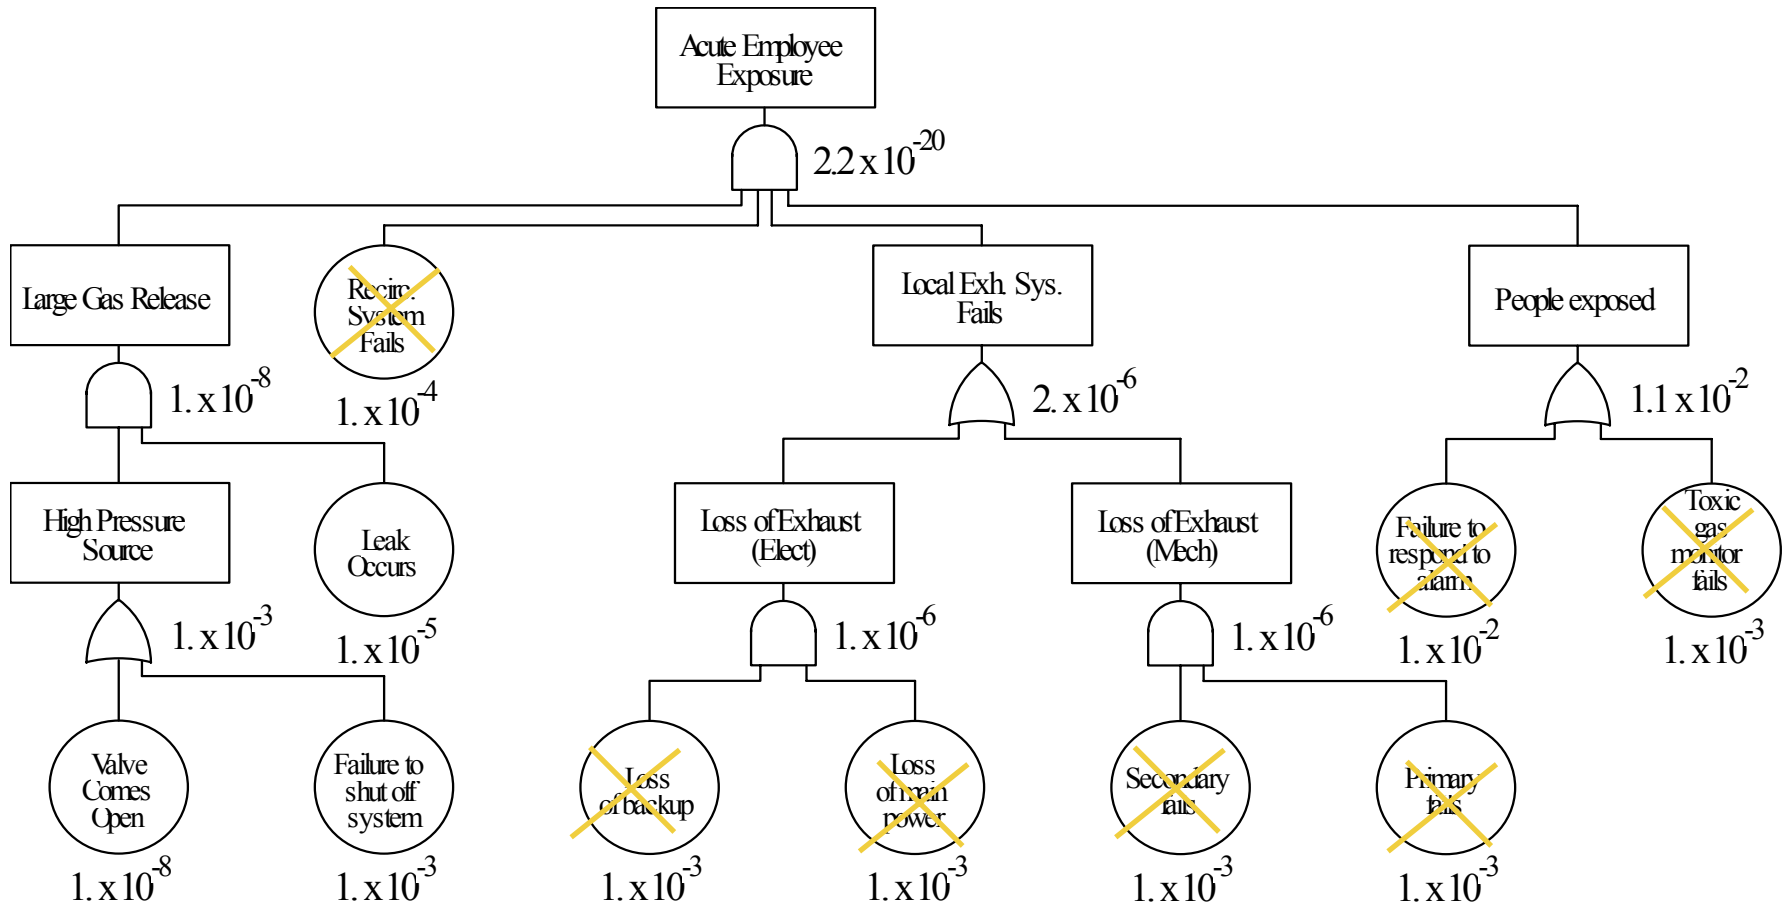 Acute Employee
Exposure
2.2 x 10^-20
Large Gas Release
Recirc.
System
Fails
Local Exh. Sys.
Fails
People exposed
1. x 10^-8
1. x 10^-4
2. x 10^-6
1.1 x 10^-2
High Pressure
Source
Leak
Occurs
Loss of Exhaust
(Elect)
Loss of Exhaust
(Mech)
Failure to
respond to
alarm
Toxic
gas
monitor
fails
1. x 10^-3
1. x 10^-5
1. x 10^-6
1. x 10^-6
1. x 10^-2
1. x 10^-3
Valve
Comes
Open
Failure to
shut off
system
Loss
of backup
Loss
of main
power
Secondary
fails
Primary
fails
1. x 10^-8
1. x 10^-3
1. x 10^-3
1. x 10^-3
1. x 10^-3
1. x 10^-3